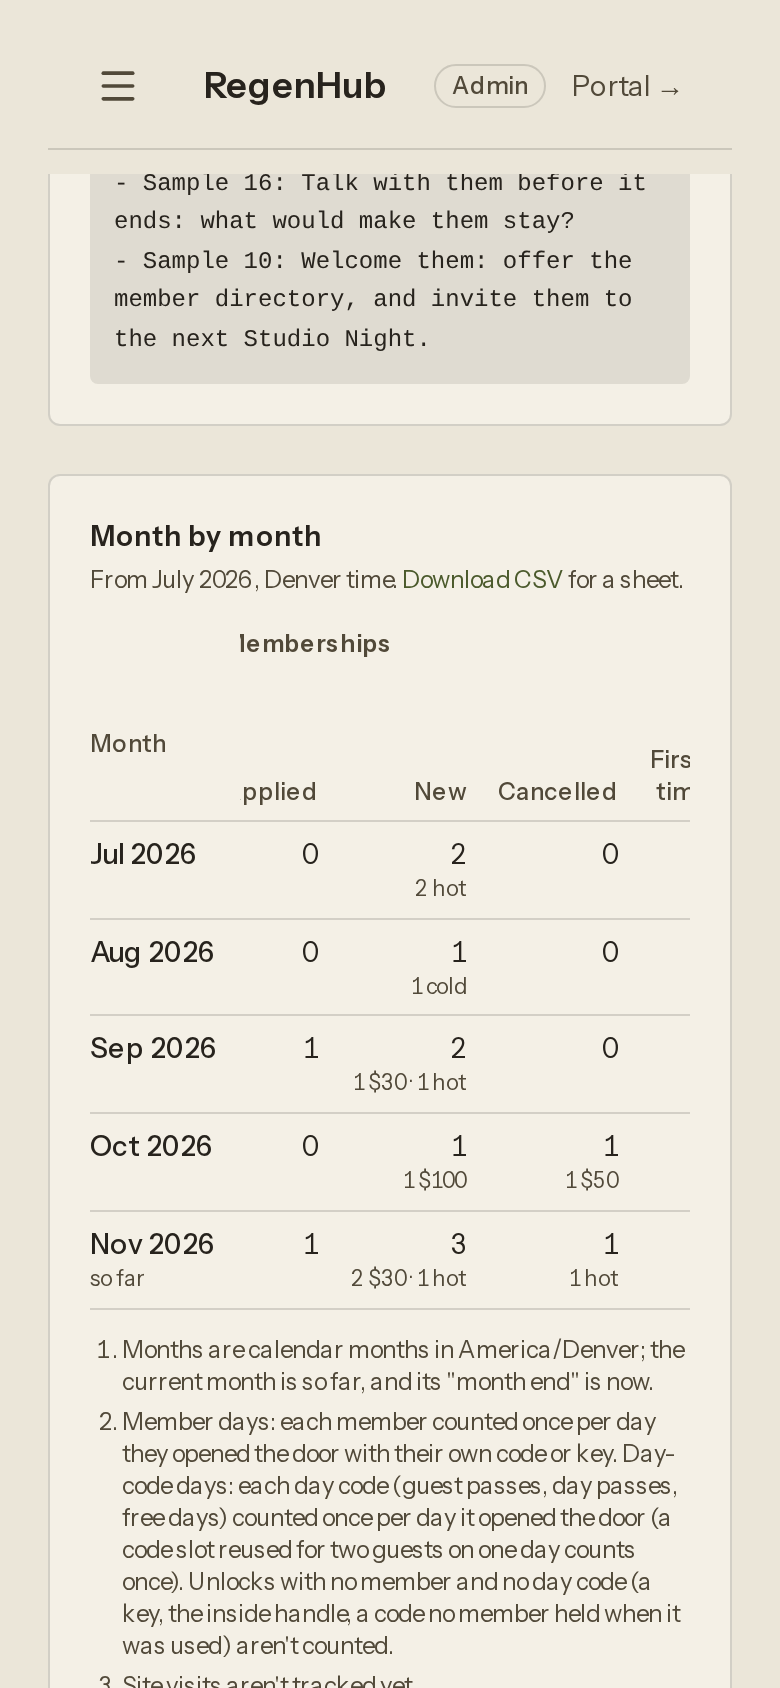 RegenHub
Admin
Portal →
- Sample 16: Talk with them before it
ends: what would make them stay?
- Sample 10: Welcome them: offer the
member directory, and invite them to
the next Studio Night.
Month by month
From July 2026, Denver time. Download CSV for a sheet.
emberships
Month
pplied New Cancelled Firs
tim
Jul 2026 0 2 0
2 hot
Aug 2026 0 1 0
1 cold
Sep 2026 1 2 0
1 $30 · 1 hot
Oct 2026 0 1 1
1 $100 1 $50
Nov 2026 1 3 1
so far 2 $30 · 1 hot 1 hot
1. Months are calendar months in America/Denver; the
current month is so far, and its "month end" is now.
2. Member days: each member counted once per day
they opened the door with their own code or key. Day-
code days: each day code (guest passes, day passes,
free days) counted once per day it opened the door (a
code slot reused for two guests on one day counts
once). Unlocks with no member and no day code (a
key, the inside handle, a code no member held when it
was used) aren't counted.
3. Site visits aren't tracked yet